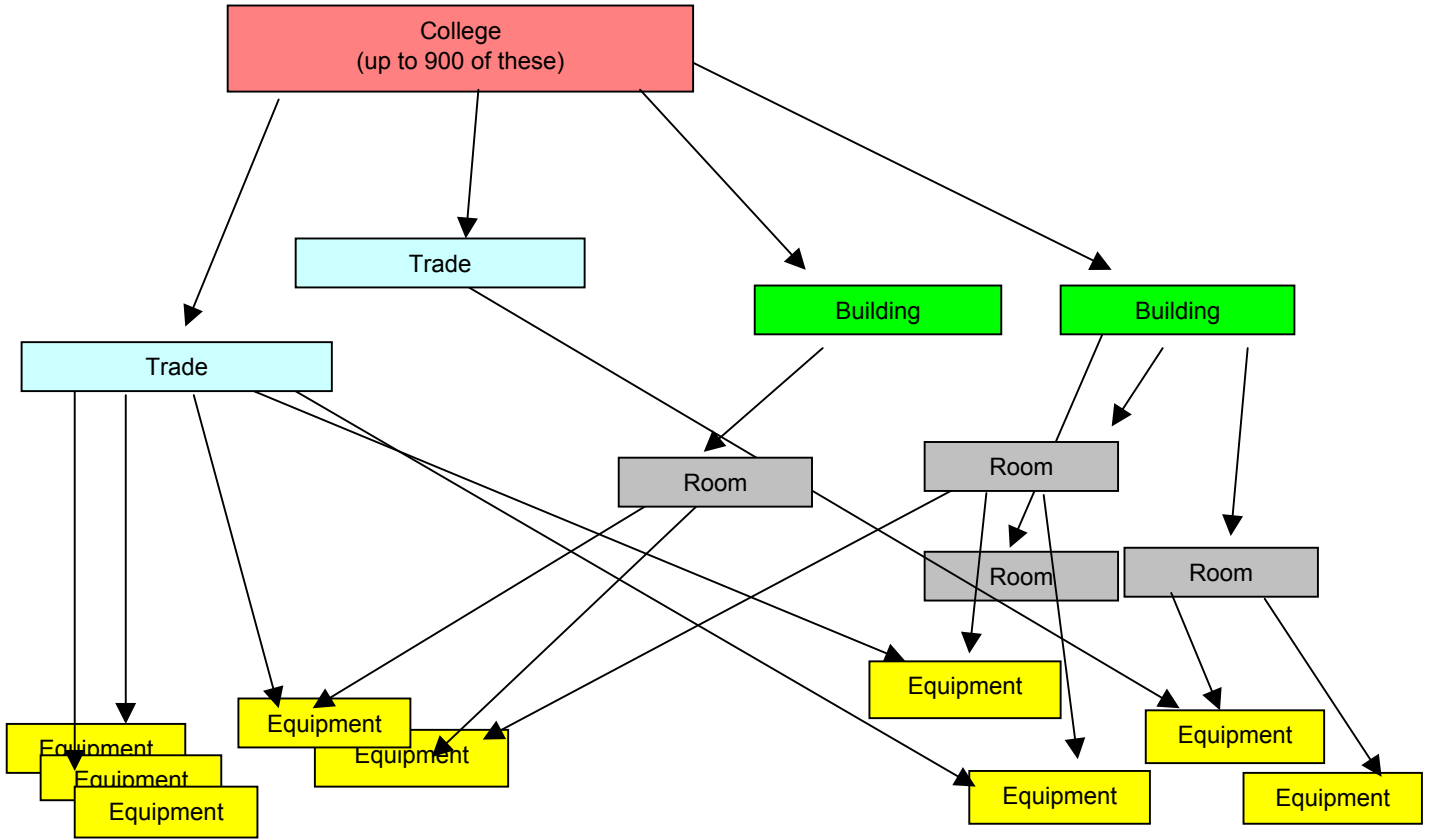 College
(up to 900 of these)
Trade
Building
Building
Trade
Room
Room
Room
Room
Equipment
Equipment
Equipment
Equipment
Equipment
Equipment
Equipment
Equipment
Equipment